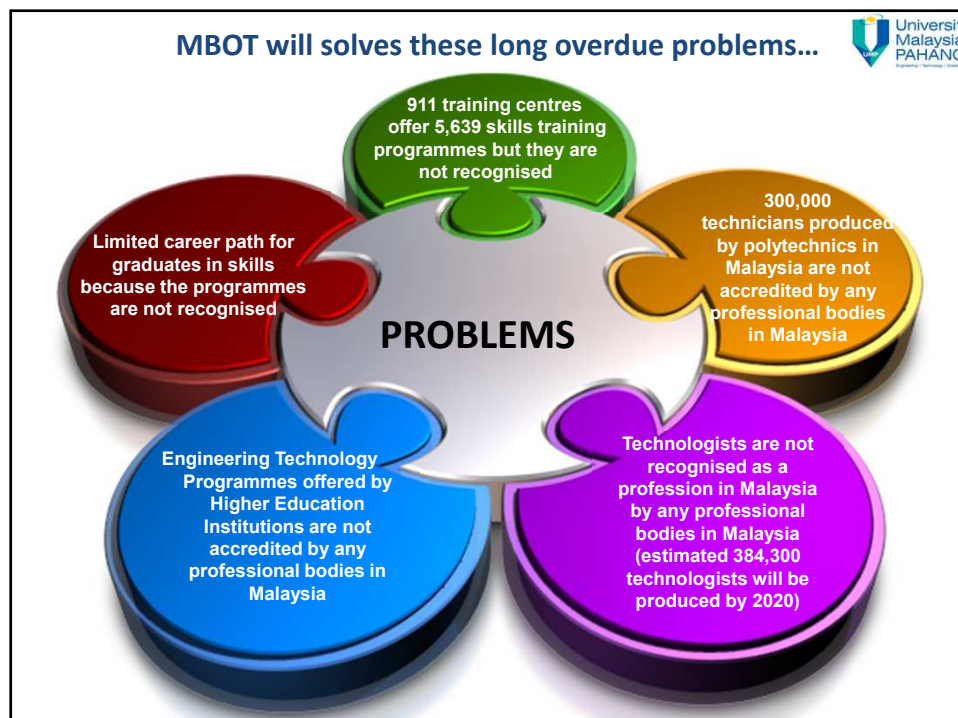 MBOT will solves these long overdue problems…
Universiti
Malaysia
PAHANG
UMP
911 training centres
offer 5,639 skills training
programmes but they are
not recognised
300,000
technicians produced
by polytechnics in
Malaysia are not
accredited by any
professional bodies
in Malaysia
Limited career path for
graduates in skills
because the programmes
are not recognised
PROBLEMS
Engineering Technology
Programmes offered by
Higher Education
Institutions are not
accredited by any
professional bodies in
Malaysia
Technologists are not
recognised as a
profession in Malaysia
by any professional
bodies in Malaysia
(estimated 384,300
technologists will be
produced by 2020)